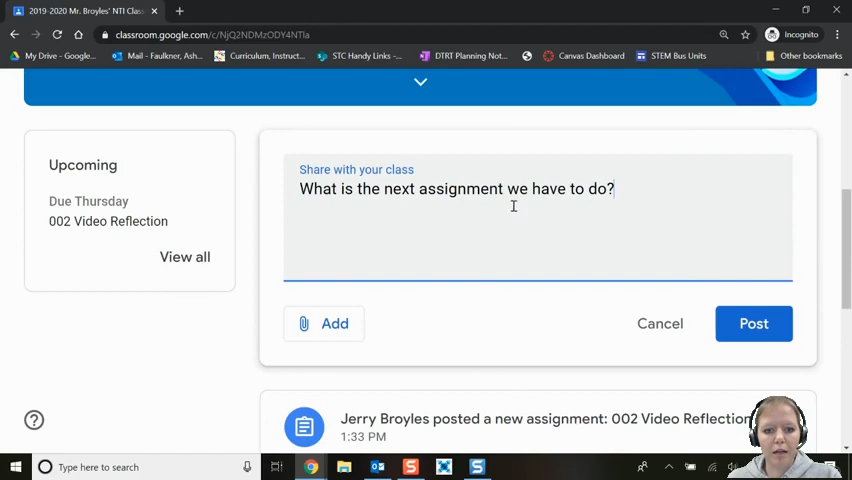 2019-2020 Mr. Broyles' NTI Clas
Incognito
classroom.google.com/c/NjQ2NDMzODY4NTla
My Drive - Faulkner,...
Mail - Faulkner, Ash...
Curriculum, Instruct...
STC Handy Links -...
DTRT Planning Not...
Canvas Dashboard
STEM Bus Units
Other bookmarks
Upcoming
Due Thursday
002 Video Reflection
View all
Share with your class
What is the next assignment we have to do?
Add
Cancel
Post
Jerry Broyles posted a new assignment: 002 Video Reflection
1:33 PM
Type here to search